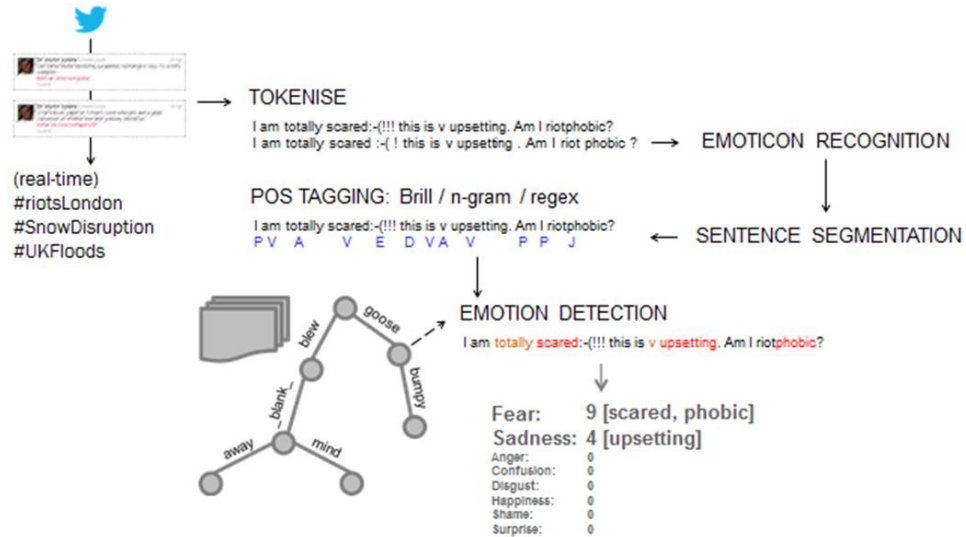 TOKENISE
I am totally scared:-(!!! this is v upsetting. Am I riotphobic?
I am totally scared :-( ! this is v upsetting . Am I riot phobic ?
EMOTICON RECOGNITION
(real-time)
#riotsLondon
#SnowDisruption
#UKFloods
POS TAGGING: Brill / n-gram / regex
I am totally scared:-(!!! this is v upsetting. Am I riotphobic?
P V A V E D V A V P P J
SENTENCE SEGMENTATION
EMOTION DETECTION
I am totally scared:-(!!! this is v upsetting. Am I riotphobic?
goose
blew
bumpy
_blank_
away
mind
Fear: 9 [scared, phobic]
Sadness: 4 [upsetting]
Anger: 0
Confusion: 0
Disgust: 0
Happiness: 0
Shame: 0
Surprise: 0